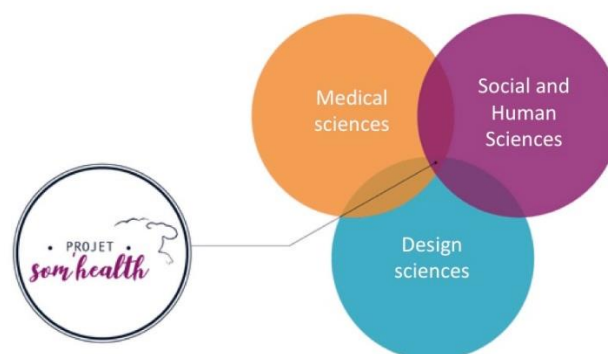 Medical
sciences
Social and
Human
Sciences
• PROJET •
som'health
Design
sciences